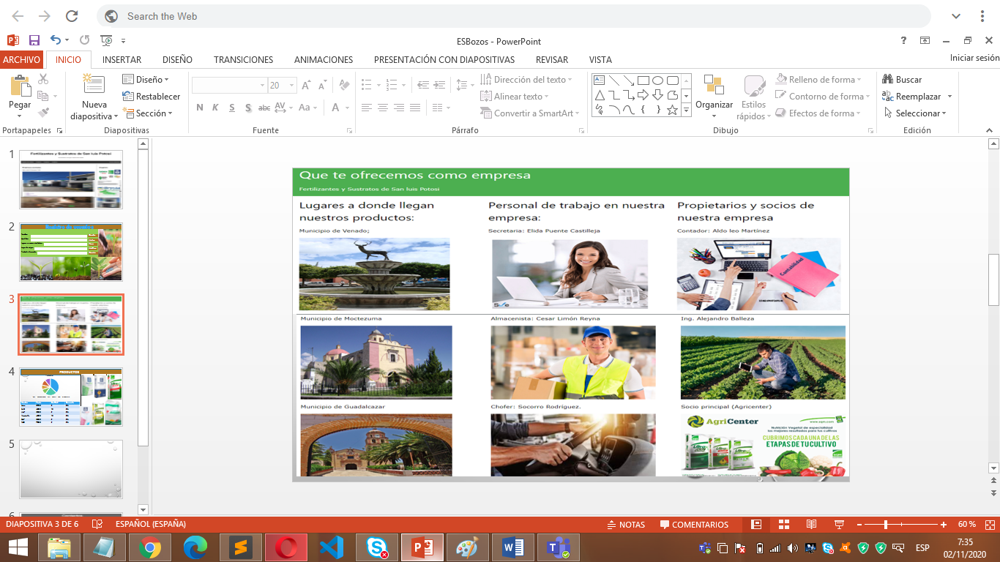 Search the Web
ESBozos - PowerPoint
?
Iniciar sesión
ARCHIVO INICIO INSERTAR DISEÑO TRANSICIONES ANIMACIONES PRESENTACIÓN CON DIAPOSITIVAS REVISAR VISTA
Pegar
Portapapeles
Nueva
diapositiva
Diseño
Restablecer
Sección
Diapositivas
20
N K S S abc AV Aa A
Fuente
Dirección del texto
Alinear texto
Convertir a SmartArt
Párrafo
Organizar
Estilos
rápidos
Relleno de forma
Contorno de forma
Efectos de forma
Dibujo
Buscar
Reemplazar
Seleccionar
Edición
1
Fertilizantes y Sustratos de San luis Potosí
2
3
4
PRODUCTOS
5
6
Que te ofrecemos como empresa
Fertilizantes y Sustratos de San luis Potosi
Lugares a donde llegan
nuestros productos:
Municipio de Venado;
Personal de trabajo en nuestra
empresa:
Secretaria: Elida Puente Castilleja
Propietarios y socios de
nuestra empresa
Contador: Aldo leo Martínez
Contabilidad
Municipio de Moctezuma
Almacenista: Cesar Limón Reyna
Ing. Alejandro Balleza
Municipio de Guadalcazar
Chofer: Socorro Rodríguez.
Socio principal (Agricenter)
AgriCenter
Nutrición Vegetal de especialidad
los mejores resultados para tus cultivos
CUBRIMOS CADA UNA DE LAS
ETAPAS DE TU CULTIVO
DIAPOSITIVA 3 DE 6
ESPAÑOL (ESPAÑA)
NOTAS
COMENTARIOS
60 %
ESP
7:35
02/11/2020